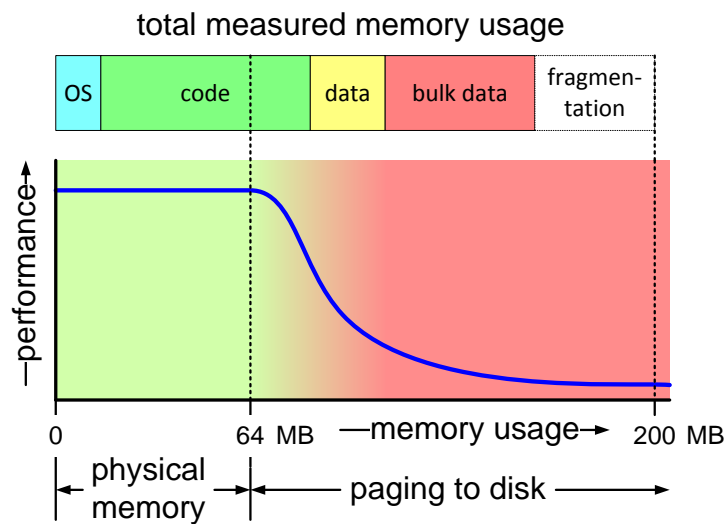 total measured memory usage
OS
code
data
bulk data
fragmen-
tation
performance
0
64 MB
memory usage
200 MB
physical
memory
paging to disk